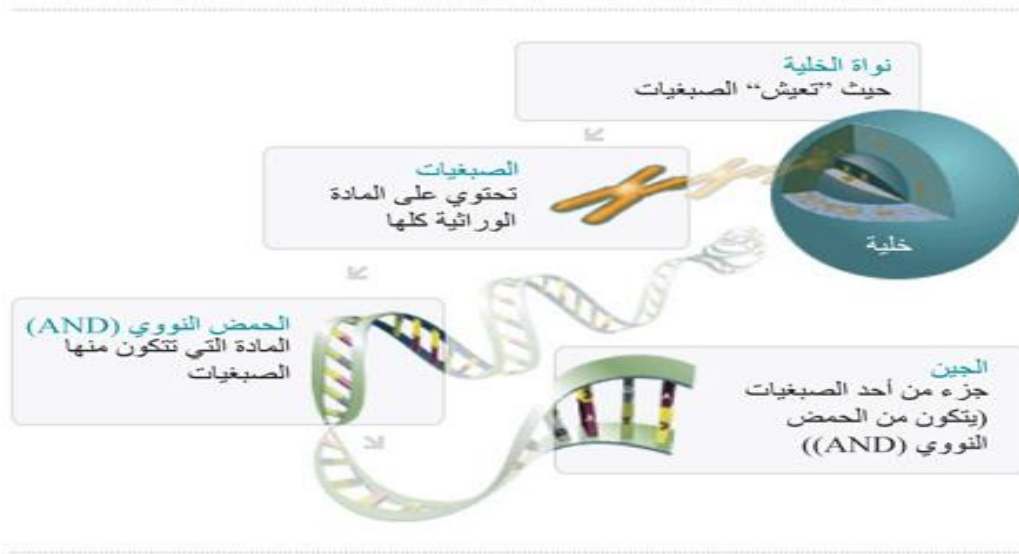 نواة الخلية
حيث "تعيش" الصبغيات
الصبغيات
تحتوي على المادة
الوراثية كلها
خلية
الحمض النووي (AND)
المادة التي تتكون منها
الصبغيات
الجين
جزء من أحد الصبغيات
(يتكون من الحمض
النووي (AND))